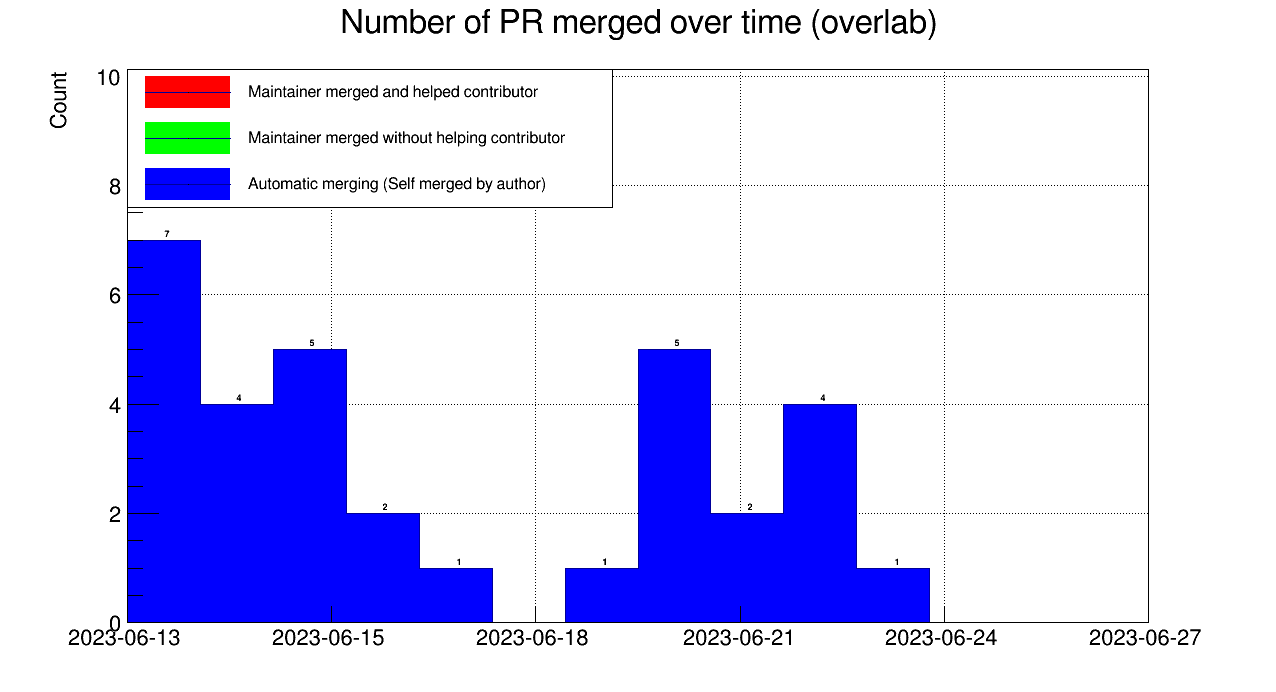 Number of PR merged over time (overlab)
Count
Maintainer merged and helped contributor
Maintainer merged without helping contributor
Automatic merging (Self merged by author)
10
8
6
4
2
0
7
4
5
2
1
1
5
2
4
1
2023-06-13 2023-06-15 2023-06-18 2023-06-21 2023-06-24 2023-06-27